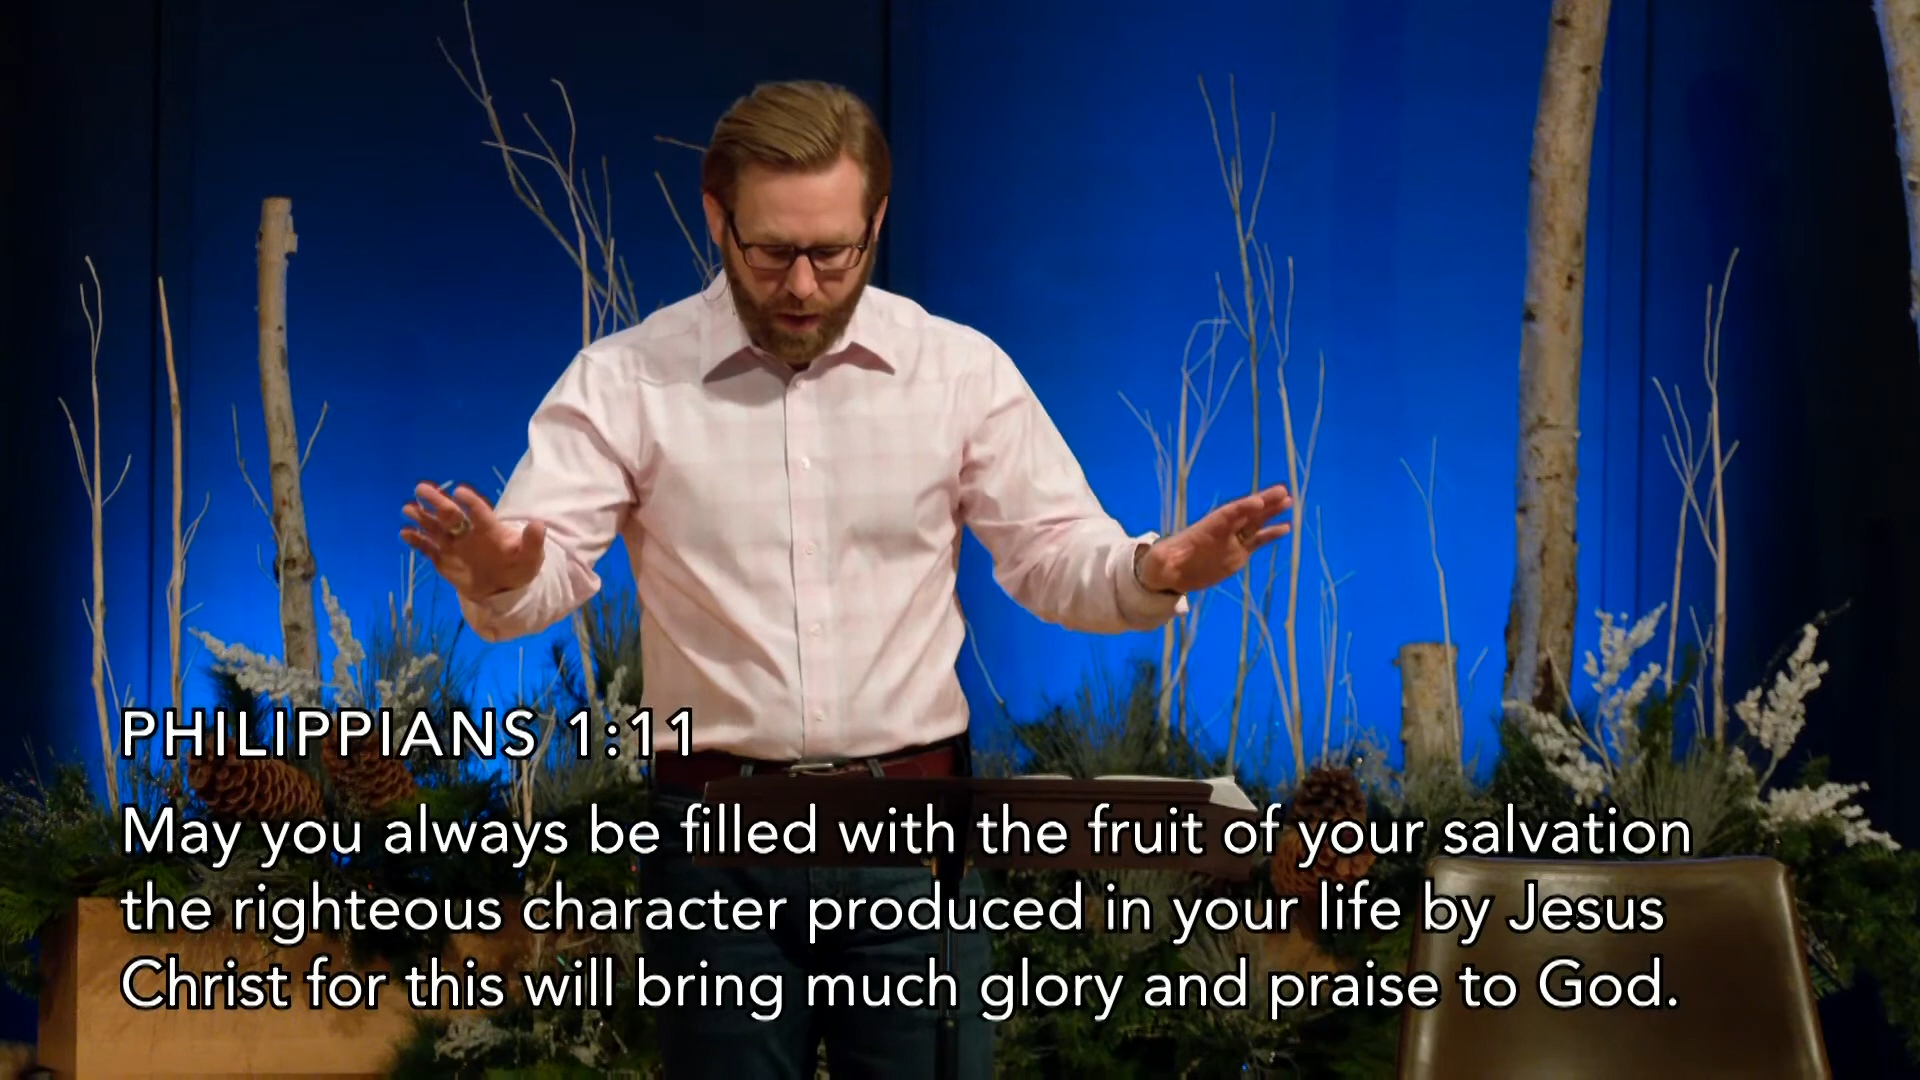 PHILIPPIANS 1:11
May you always be filled with the fruit of your salvation
the righteous character produced in your life by Jesus
Christ for this will bring much glory and praise to God.